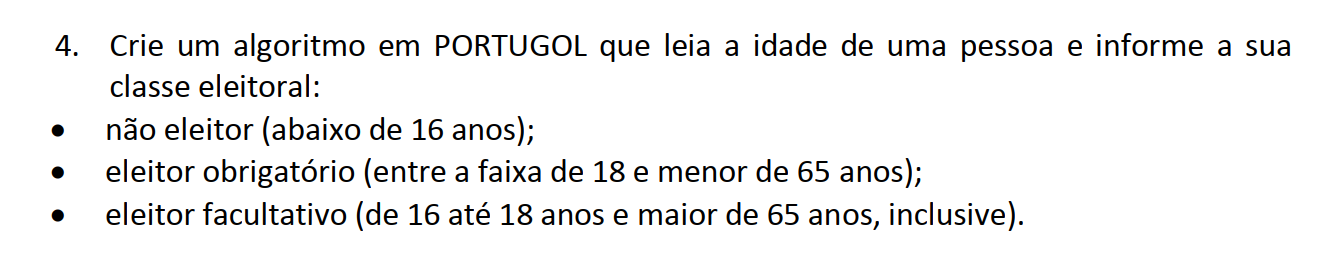 4. Crie um algoritmo em PORTUGOL que leia a idade de uma pessoa e informe a sua
classe eleitoral:
• não eleitor (abaixo de 16 anos);
• eleitor obrigatório (entre a faixa de 18 e menor de 65 anos);
• eleitor facultativo (de 16 até 18 anos e maior de 65 anos, inclusive).